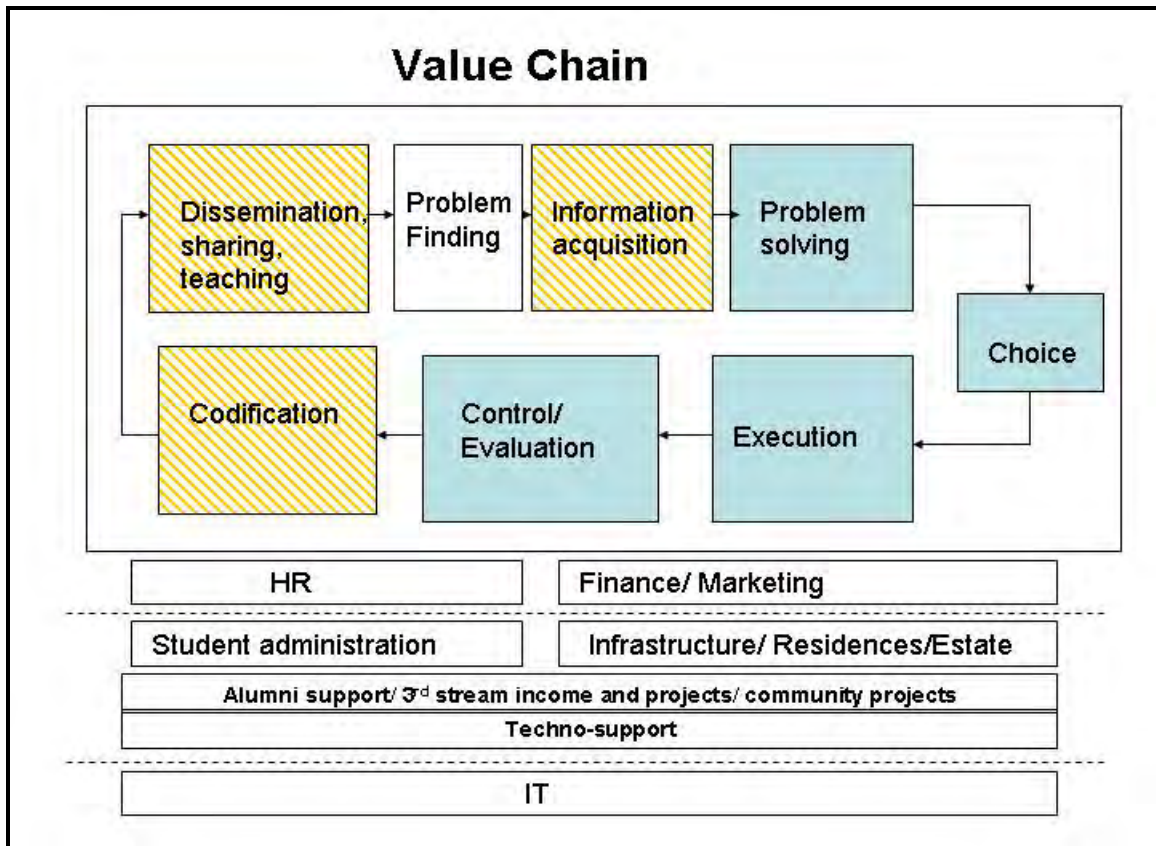 Value Chain
Dissemination,
sharing,
teaching
Problem
Finding
Information
acquisition
Problem
solving
Choice
Codification
Control/
Evaluation
Execution
HR
Finance/ Marketing
Student administration
Infrastructure/ Residences/Estate
Alumni support/ 3rd stream income and projects/ community projects
Techno-support
IT